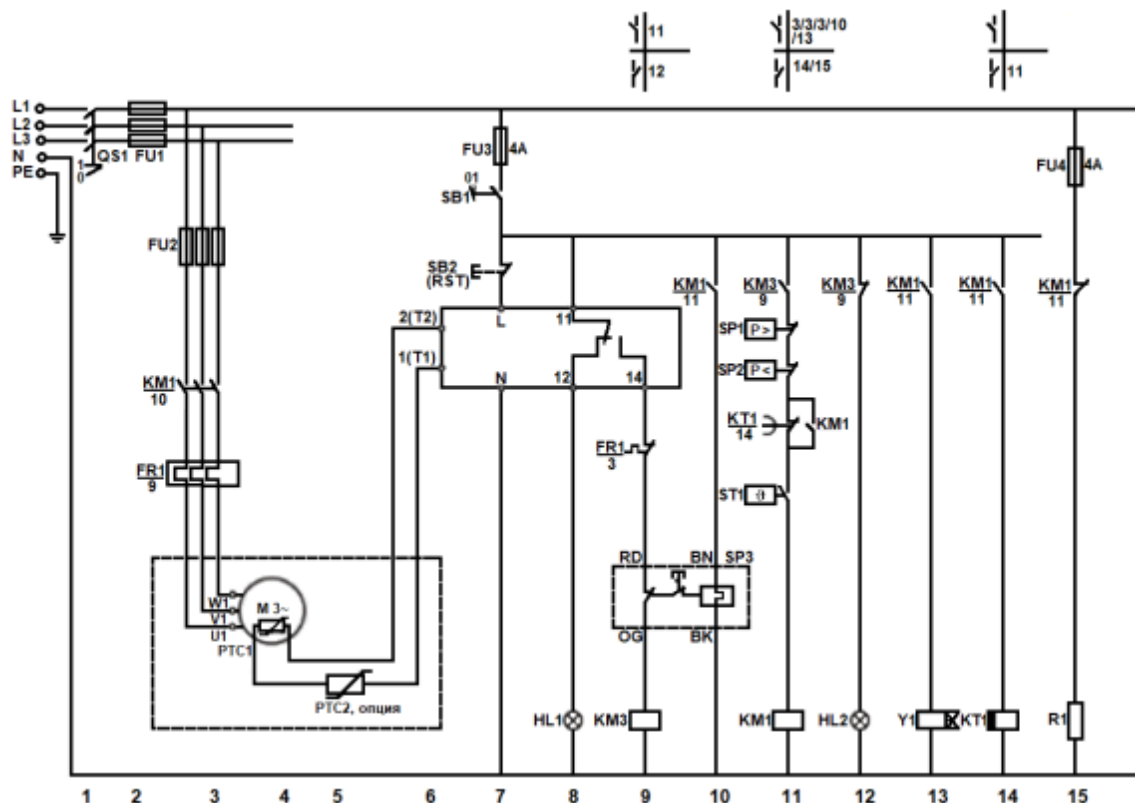 11
12
3/3/3/10
/13
14/15
11
L1
L2
L3
N
PE
1
0
QS1
FU1
FU3
4A
FU4
4A
01
SB1
FU2
SB2
(RST)
KM1
11
KM3
9
KM3
9
KM1
11
KM1
11
KM1
11
2(T2)
L
11
SP1
P >
1(T1)
SP2
P <
N
12
14
KM1
10
KT1
14
KM1
FR1
3
FR1
9
ST1
RD
BN
SP3
M 3~
W1
V1
U1
PTC1
OG
BK
PTC2, опция
HL1
KM3
KM1
HL2
Y1
KT1
R1
1 2 3 4 5 6 7 8 9 10 11 12 13 14 15